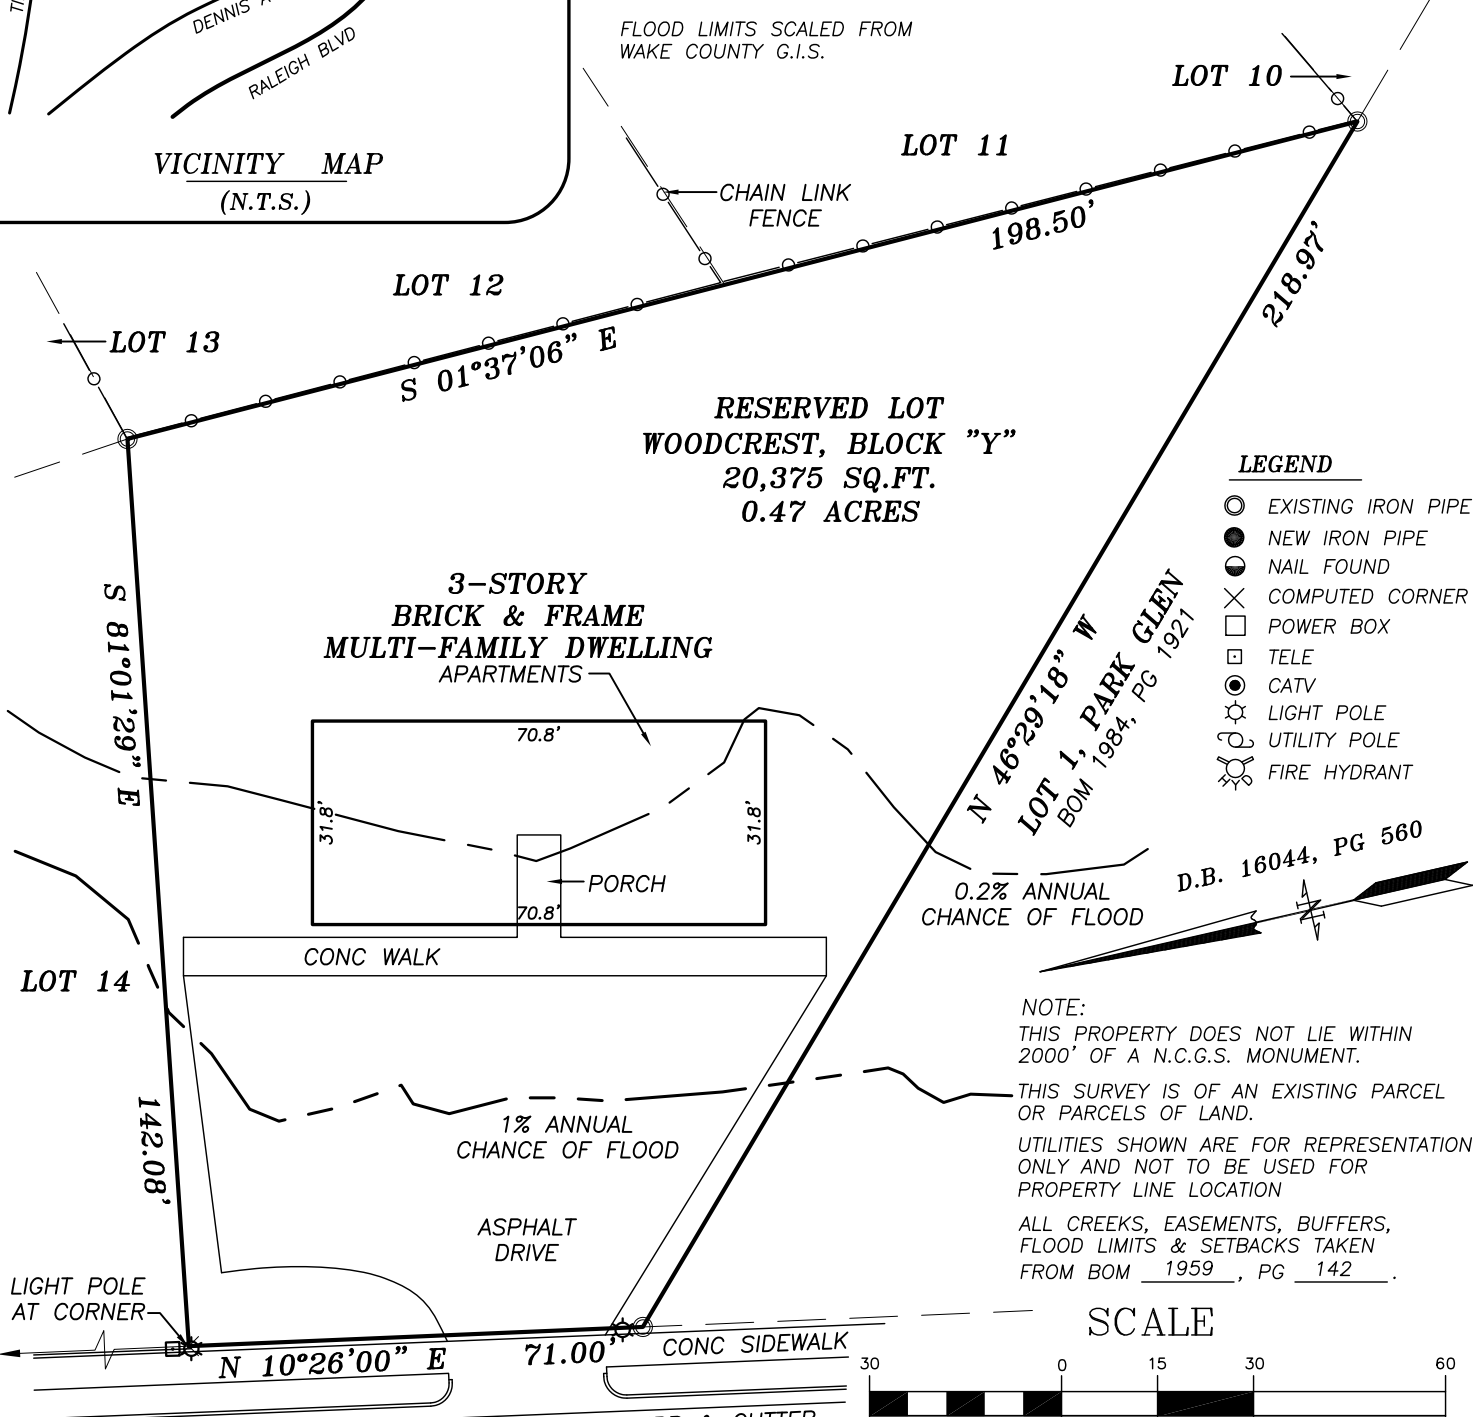 DENNIS
RALEIGH BLVD
VICINITY MAP
(N.T.S.)
FLOOD LIMITS SCALED FROM
WAKE COUNTY G.I.S.
LOT 10
LOT 11
CHAIN LINK
FENCE
198.50'
218.97'
LOT 12
LOT 13
S 01°37'06" E
RESERVED LOT
WOODCREST, BLOCK "Y"
20,375 SQ.FT.
0.47 ACRES
LEGEND
EXISTING IRON PIPE
NEW IRON PIPE
NAIL FOUND
COMPUTED CORNER
POWER BOX
TELE
CATV
LIGHT POLE
UTILITY POLE
HYD
FIRE HYDRANT
3-STORY
BRICK & FRAME
MULTI-FAMILY DWELLING
APARTMENTS
S 81°01'29" E
142.08'
N 46°29'18" W
LOT 1, PARK GLEN
BOM 1984, PG 1921
70.8'
31.8'
31.8'
PORCH
70.8'
CONC WALK
0.2% ANNUAL
CHANCE OF FLOOD
D.B. 16044, PG 560
LOT 14
1% ANNUAL
CHANCE OF FLOOD
ASPHALT
DRIVE
NOTE:
THIS PROPERTY DOES NOT LIE WITHIN
2000' OF A N.C.G.S. MONUMENT.
THIS SURVEY IS OF AN EXISTING PARCEL
OR PARCELS OF LAND.
UTILITIES SHOWN ARE FOR REPRESENTATION
ONLY AND NOT TO BE USED FOR
PROPERTY LINE LOCATION
ALL CREEKS, EASEMENTS, BUFFERS,
FLOOD LIMITS & SETBACKS TAKEN
FROM BOM 1959, PG 142.
LIGHT POLE
AT CORNER
N 10°26'00" E
71.00'
CONC SIDEWALK
SCALE
30 0 15 30 60